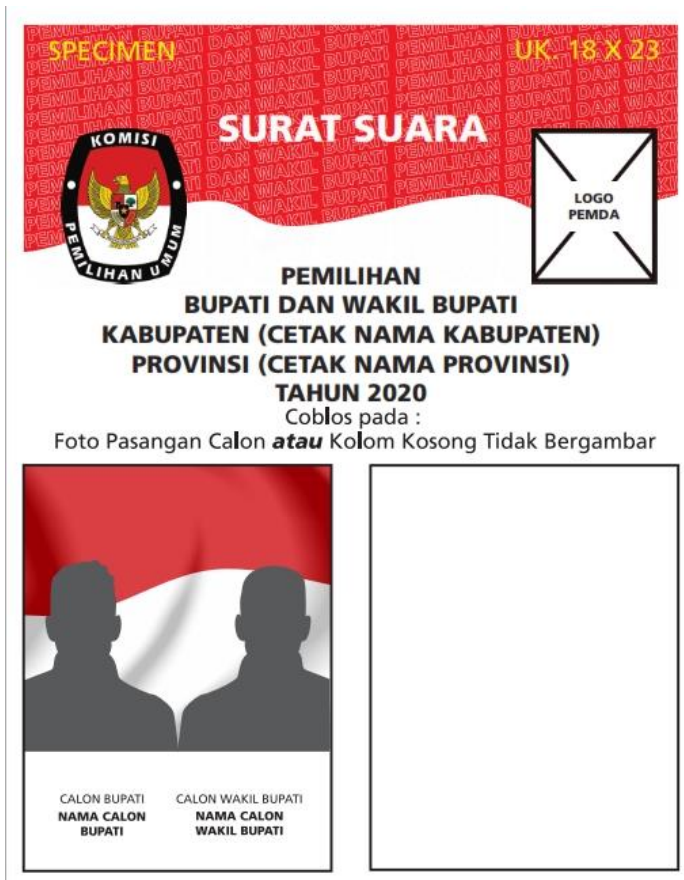 SPECIMEN
UK. 18 X 23
SURAT SUARA
KOMISI
PEMILIHAN UMUM
LOGO
PEMDA
PEMILIHAN
BUPATI DAN WAKIL BUPATI
KABUPATEN (CETAK NAMA KABUPATEN)
PROVINSI (CETAK NAMA PROVINSI)
TAHUN 2020
Coblos pada :
Foto Pasangan Calon atau Kolom Kosong Tidak Bergambar
CALON BUPATI
NAMA CALON
BUPATI
CALON WAKIL BUPATI
NAMA CALON
WAKIL BUPATI